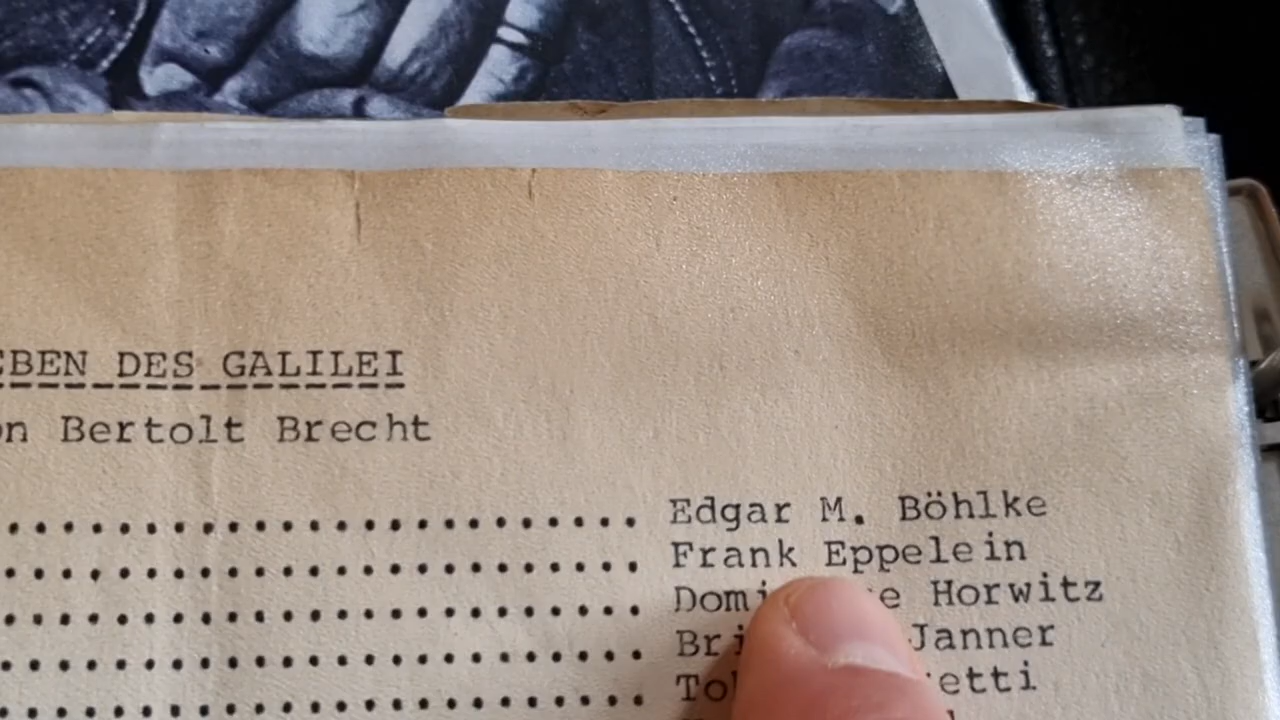 EBEN DES GALILEI
on Bertolt Brecht
.......................... Edgar M. Böhlke
.......................... Frank Eppelein
.......................... Horwitz
.......................... Janner
..........................